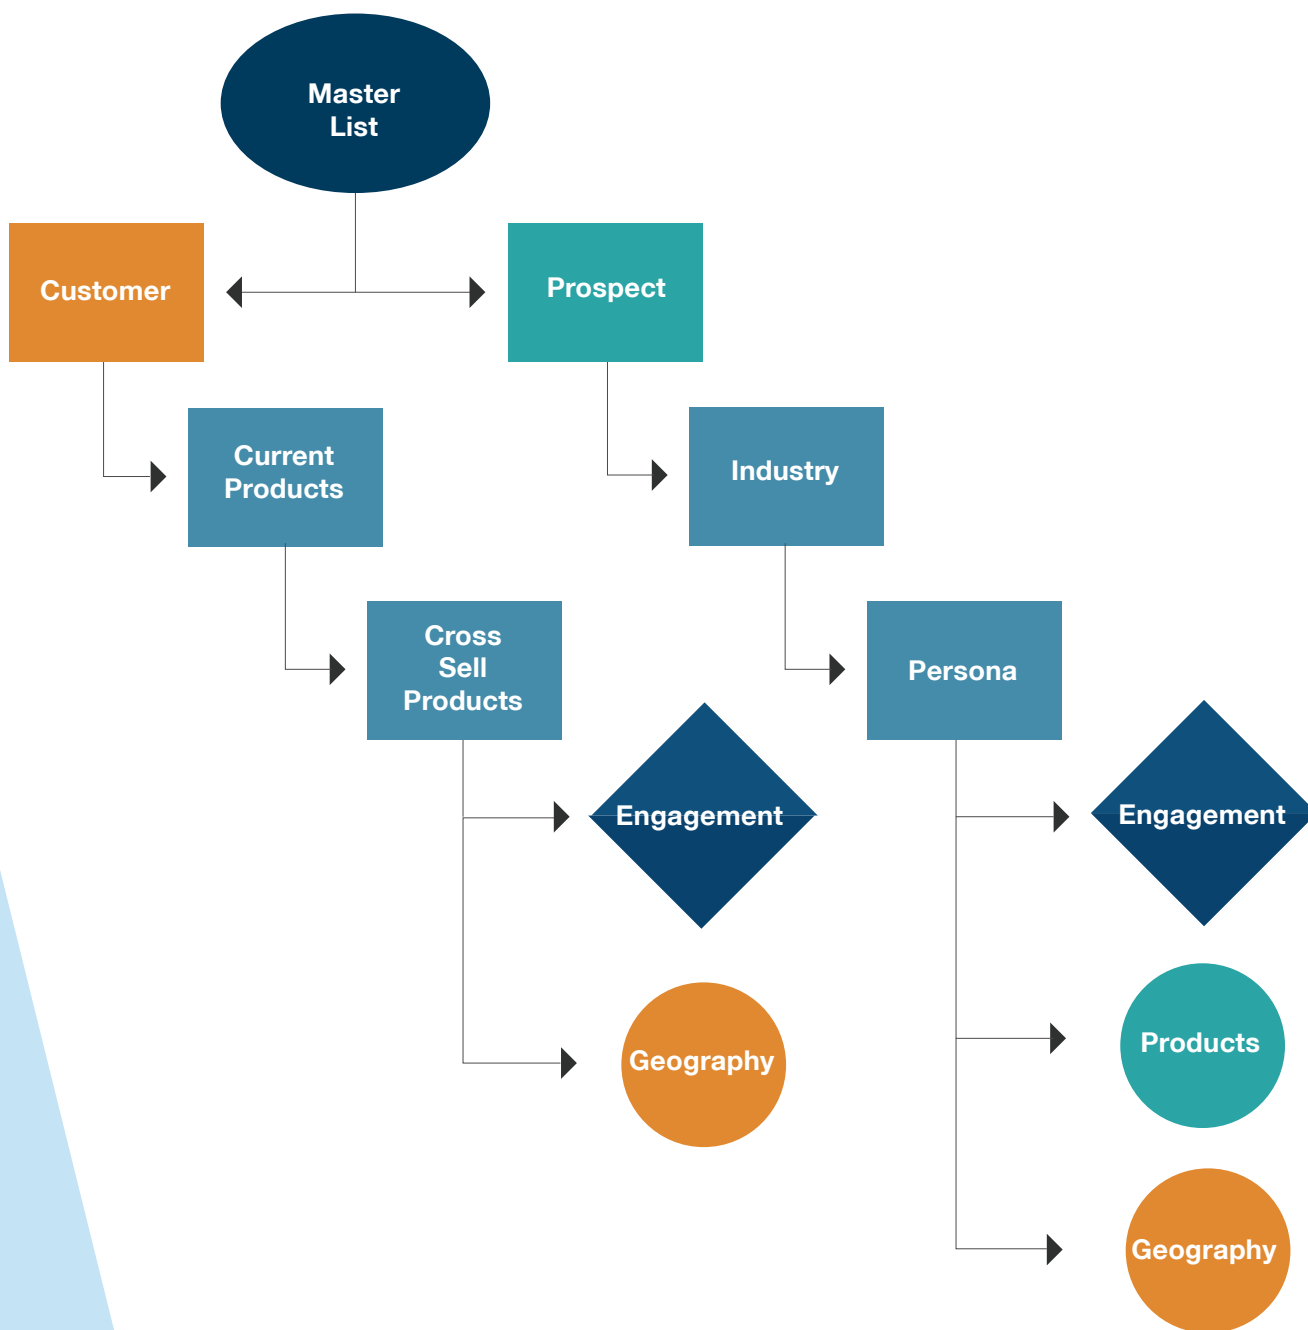 Master
List
Customer
Prospect
Current
Products
Industry
Cross
Sell
Products
Persona
Engagement
Engagement
Geography
Products
Geography